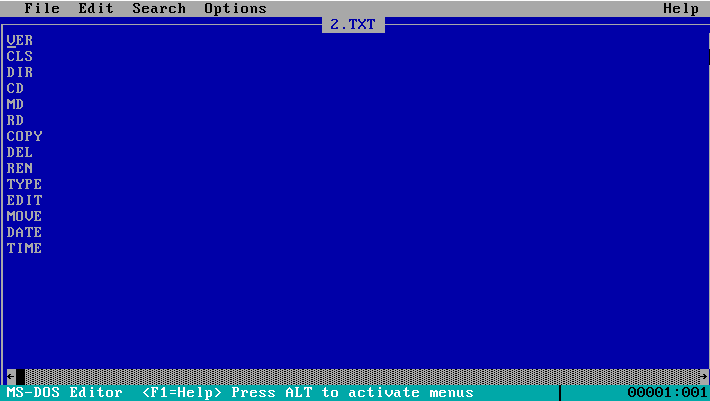 File Edit Search Options Help
2.TXT
VER
CLS
DIR
CD
MD
RD
COPY
DEL
REN
TYPE
EDIT
MOVE
DATE
TIME
MS-DOS Editor <F1=Help> Press ALT to activate menus 00001:001